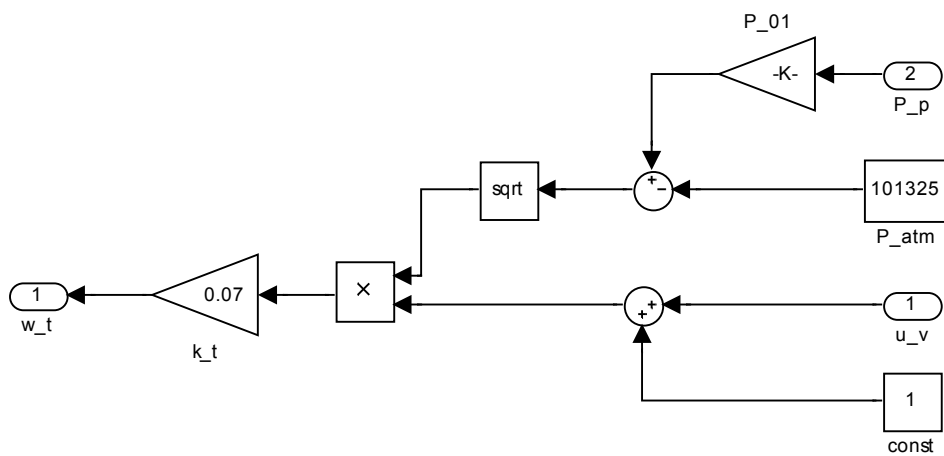 P_01
-K-
2
P_p
sqrt
+
−
101325
P_atm
1
w_t
0.07
k_t
×
+
+
1
u_v
1
const